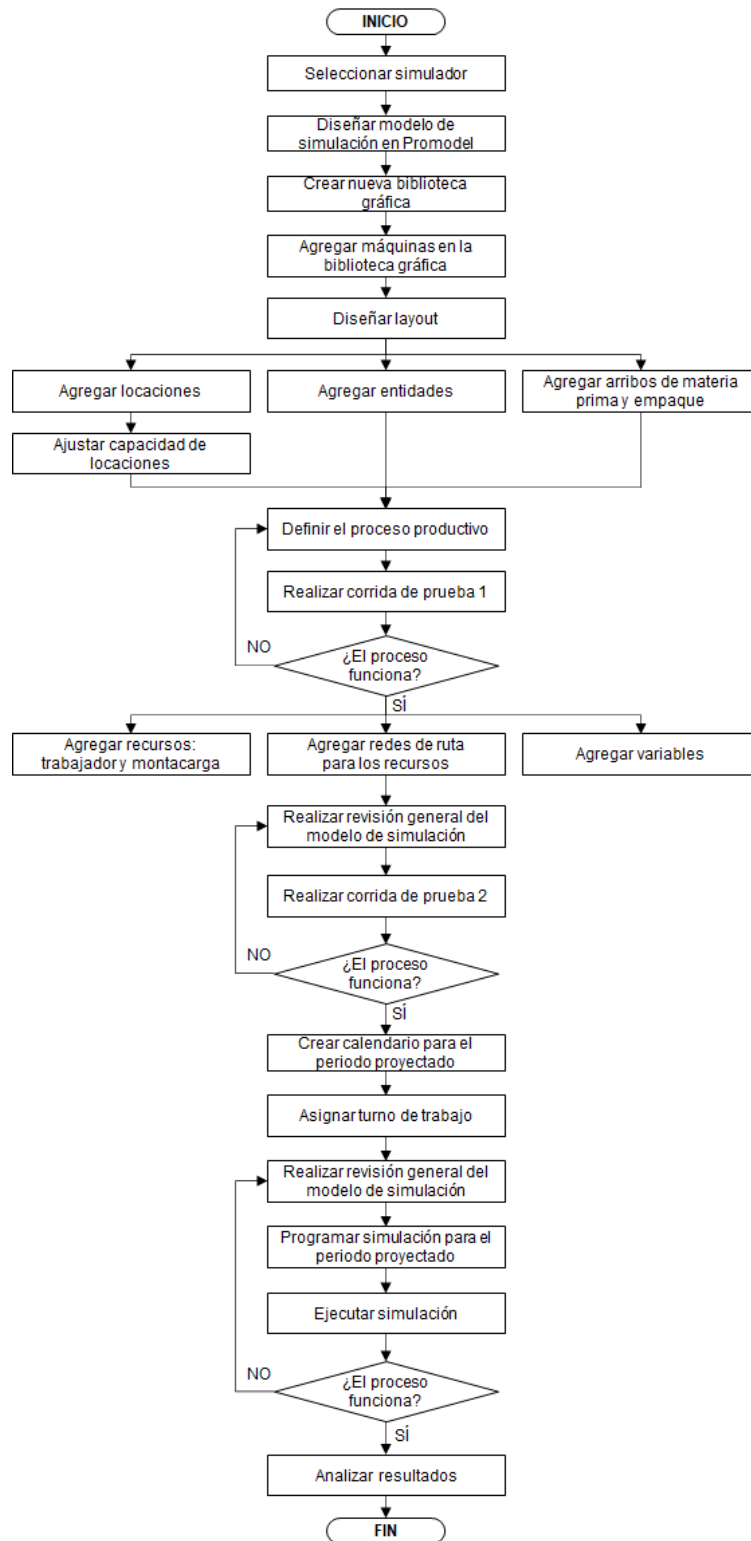 INICIO
Seleccionar simulador
Diseñar modelo de
simulación en Promodel
Crear nueva biblioteca
gráfica
Agregar máquinas en la
biblioteca gráfica
Diseñar layout
Agregar locaciones
Agregar entidades
Agregar arribos de materia
prima y empaque
Ajustar capacidad de
locaciones
Definir el proceso productivo
Realizar corrida de prueba 1
NO
¿El proceso
funciona?
SÍ
Agregar recursos:
trabajador y montacarga
Agregar redes de ruta
para los recursos
Agregar variables
Realizar revisión general del
modelo de simulación
Realizar corrida de prueba 2
NO
¿El proceso
funciona?
SÍ
Crear calendario para el
periodo proyectado
Asignar turno de trabajo
Realizar revisión general del
modelo de simulación
Programar simulación para el
periodo proyectado
Ejecutar simulación
NO
¿El proceso
funciona?
SÍ
Analizar resultados
FIN